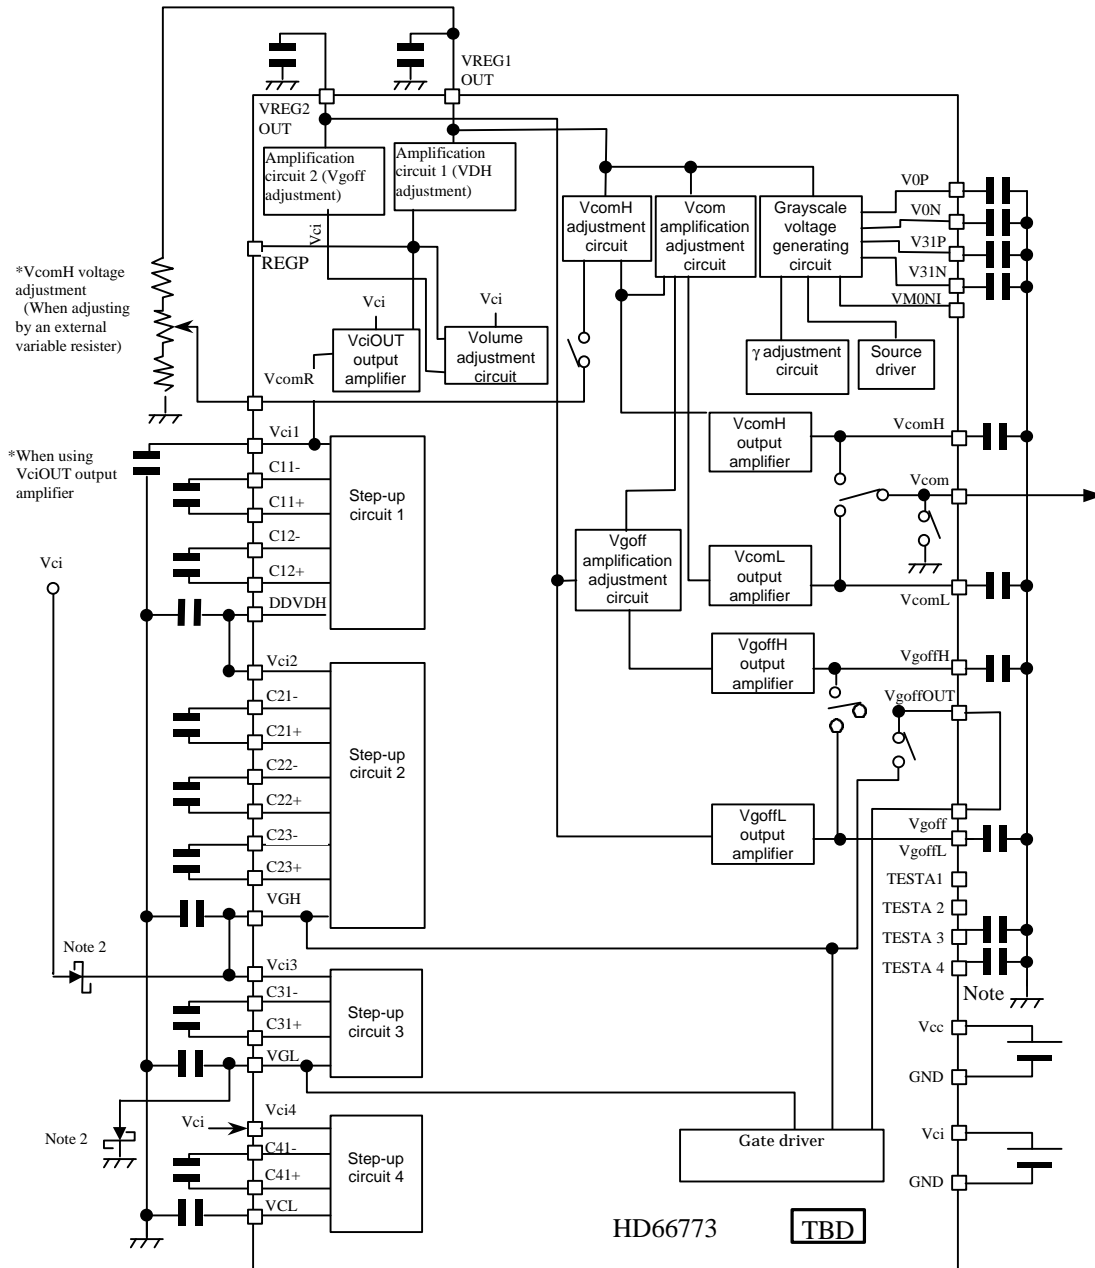 VREG1
OUT
VREG2
OUT
Amplification
circuit 2 (Vgoff
adjustment)
Amplification
circuit 1 (VDH
adjustment)
Vci
REGP
VcomH
adjustment
circuit
Vcom
amplification
adjustment
circuit
Grayscale
voltage
generating
circuit
V0P
V0N
V31P
V31N
VM0NI
*VcomH voltage
adjustment
(When adjusting
by an external
variable resister)
Vci
VciOUT
output
amplifier
Vci
Volume
adjustment
circuit
γ adjustment
circuit
Source
driver
VcomR
Vci1
*When using
VciOUT output
amplifier
C11-
C11+
C12-
C12+
DDVDH
Step-up
circuit 1
VcomH
output
amplifier
VcomH
Vcom
Vci
Vgoff
amplification
adjustment
circuit
VcomL
output
amplifier
VcomL
Vci2
C21-
C21+
C22-
C22+
C23-
C23+
VGH
Step-up
circuit 2
VgoffH
output
amplifier
VgoffH
VgoffOUT
VgoffL
output
amplifier
Vgoff
VgoffL
TESTA1
TESTA 2
TESTA 3
TESTA 4
Note
Note 2
Vci3
C31-
C31+
VGL
Step-up
circuit 3
Vcc
GND
Note 2
Vci
Vci4
C41-
C41+
VCL
Step-up
circuit 4
Gate driver
Vci
GND
HD66773
TBD